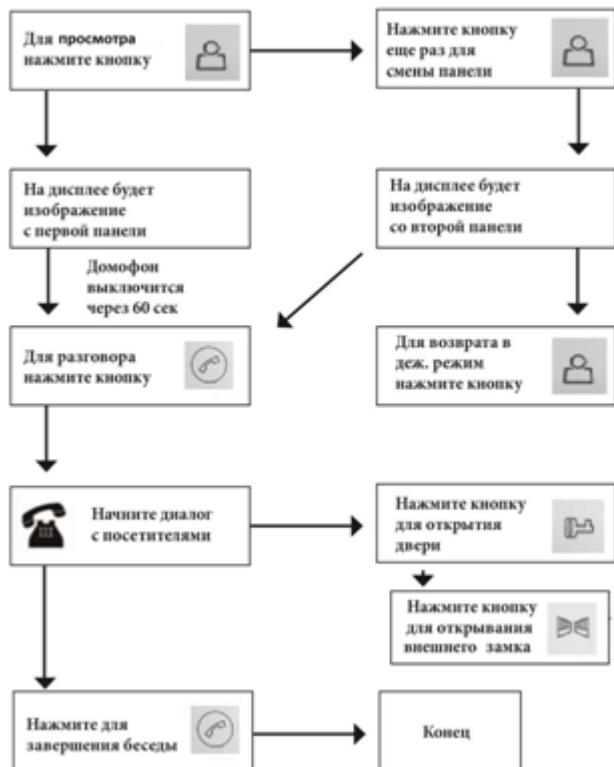 Для просмотра
нажмите кнопку
Нажмите кнопку
еще раз для
смены панели
На дисплее будет
изображение
с первой панели
На дисплее будет
изображение
со второй панели
Домофон
выключится
через 60 сек
Для разговора
нажмите кнопку
Для возврата в
деж. режим
нажмите кнопку
Начните диалог
с посетителями
Нажмите кнопку
для открытия
двери
Нажмите кнопку
для открывания
внешнего замка
Нажмите для
завершения беседы
Конец